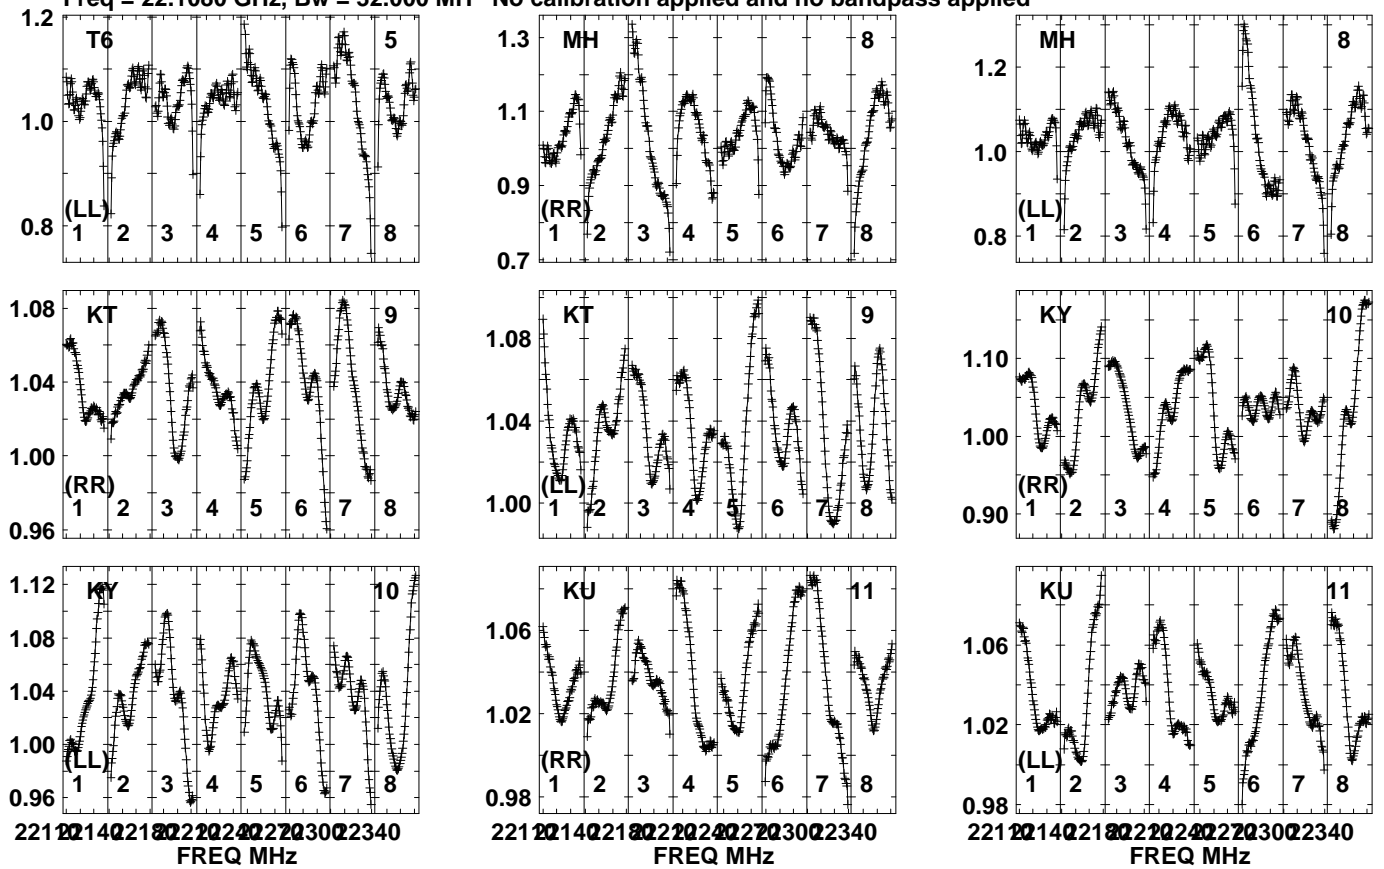 Freq = 22.1080 GHz, Bw = 32.000 MH No calibration applied and no bandpass applied
T6 5
1.2
1.0
0.8
(LL)
1 2 3 4 5 6 7 8
MH 8
1.3
1.1
0.9
0.7
(RR)
1 2 3 4 5 6 7 8
MH 8
1.2
1.0
0.8
(LL)
1 2 3 4 5 6 7 8
KT 9
1.08
1.04
1.00
0.96
(RR)
1 2 3 4 5 6 7 8
KT 9
1.08
1.04
1.00
(LL)
1 2 3 4 5 6 7 8
KY 10
1.10
1.00
0.90
(RR)
1 2 3 4 5 6 7 8
KY 10
1.12
1.08
1.04
1.00
0.96
(LL)
1 2 3 4 5 6 7 8
KU 11
1.06
1.02
0.98
(RR)
1 2 3 4 5 6 7 8
KU 11
1.06
1.02
0.98
(LL)
1 2 3 4 5 6 7 8
22340
FREQ MHz
22340
FREQ MHz
22340
FREQ MHz